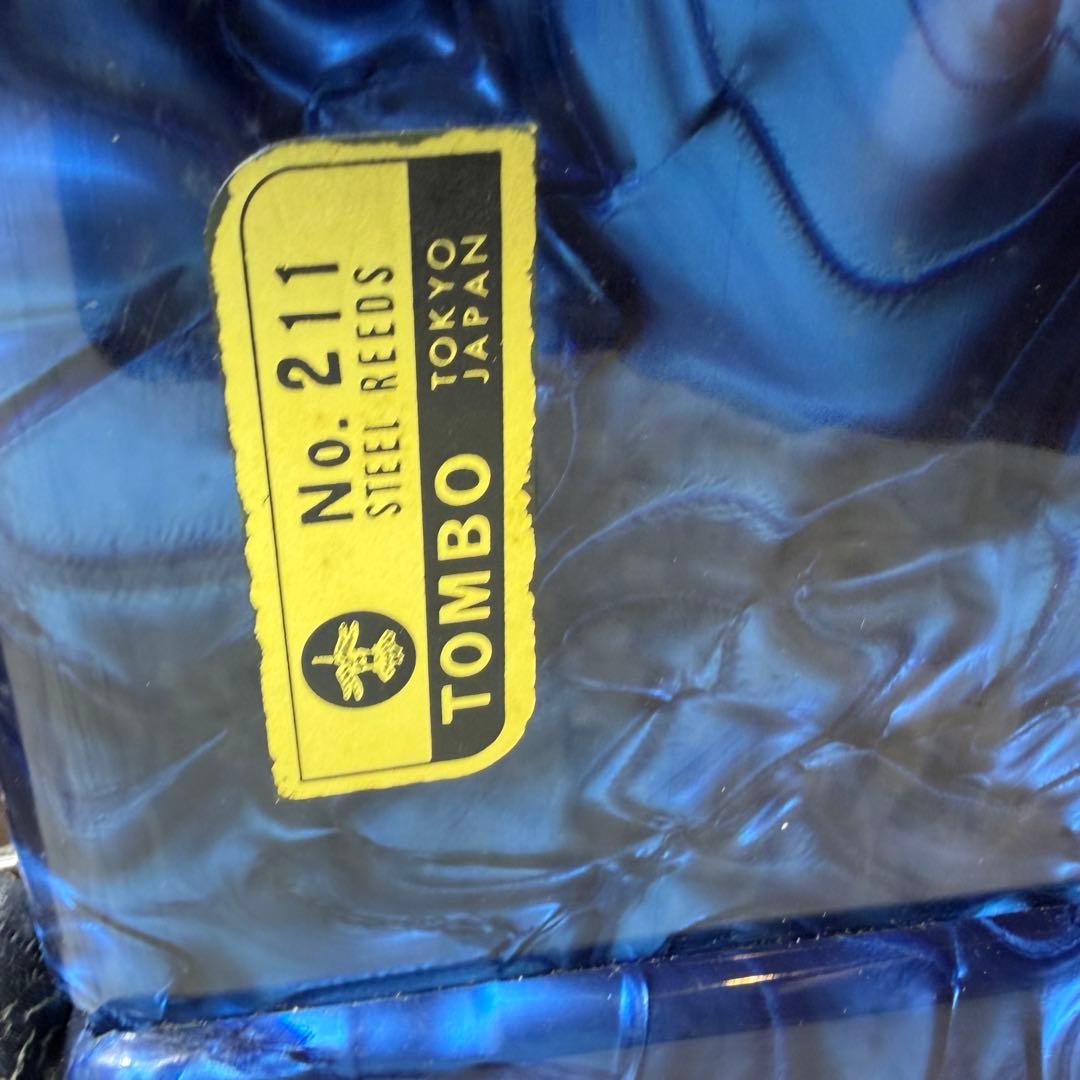 No. 211
STEEL REEDS
TOMBO
TOKYO
JAPAN